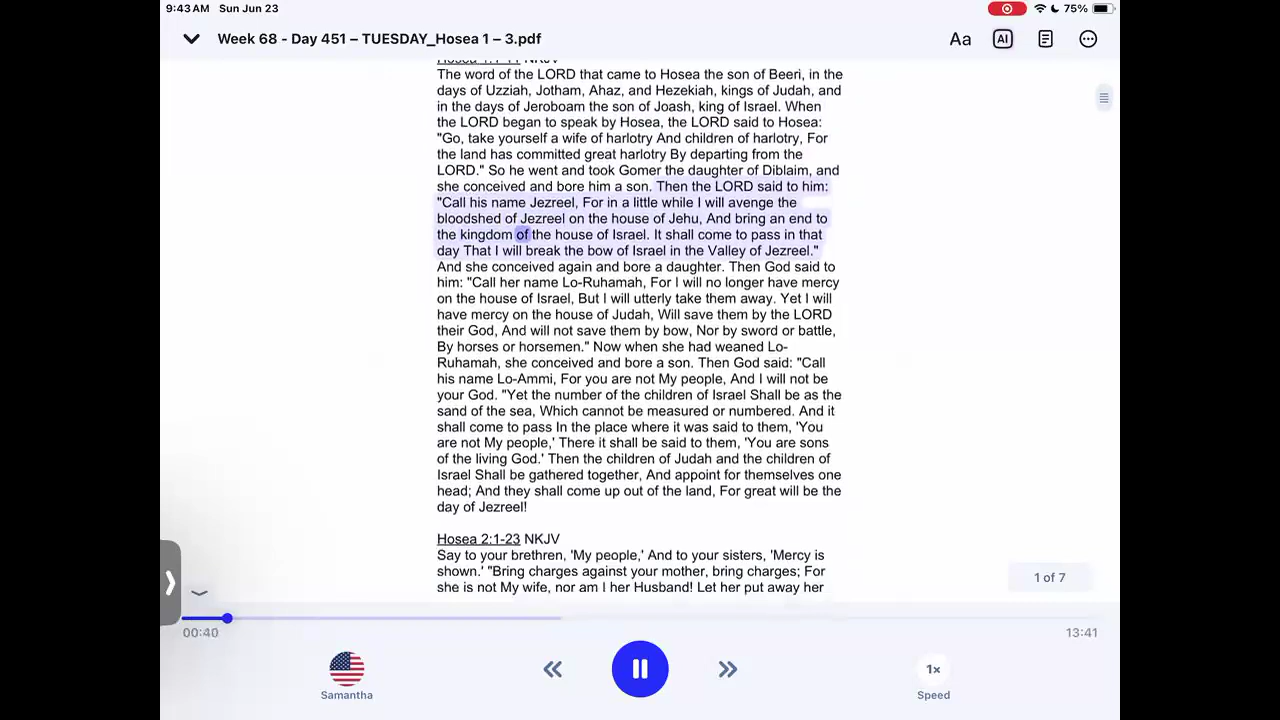 9:43 AM Sun Jun 23
75%
Week 68 - Day 451 – TUESDAY_Hosea 1 – 3.pdf
Aa
AI
Hosea 1:1-11 NKJV
The word of the LORD that came to Hosea the son of Beeri, in the
days of Uzziah, Jotham, Ahaz, and Hezekiah, kings of Judah, and
in the days of Jeroboam the son of Joash, king of Israel. When
the LORD began to speak by Hosea, the LORD said to Hosea:
"Go, take yourself a wife of harlotry And children of harlotry, For
the land has committed great harlotry By departing from the
LORD." So he went and took Gomer the daughter of Diblaim, and
she conceived and bore him a son. Then the LORD said to him:
"Call his name Jezreel, For in a little while I will avenge the
bloodshed of Jezreel on the house of Jehu, And bring an end to
the kingdom of the house of Israel. It shall come to pass in that
day That I will break the bow of Israel in the Valley of Jezreel."
And she conceived again and bore a daughter. Then God said to
him: "Call her name Lo-Ruhamah, For I will no longer have mercy
on the house of Israel, But I will utterly take them away. Yet I will
have mercy on the house of Judah, Will save them by the LORD
their God, And will not save them by bow, Nor by sword or battle,
By horses or horsemen." Now when she had weaned Lo-
Ruhamah, she conceived and bore a son. Then God said: "Call
his name Lo-Ammi, For you are not My people, And I will not be
your God. "Yet the number of the children of Israel Shall be as the
sand of the sea, Which cannot be measured or numbered. And it
shall come to pass In the place where it was said to them, 'You
are not My people,' There it shall be said to them, 'You are sons
of the living God.' Then the children of Judah and the children of
Israel Shall be gathered together, And appoint for themselves one
head; And they shall come up out of the land, For great will be the
day of Jezreel!
Hosea 2:1-23 NKJV
Say to your brethren, 'My people,' And to your sisters, 'Mercy is
shown.' "Bring charges against your mother, bring charges; For
she is not My wife, nor am I her Husband! Let her put away her
1 of 7
00:40
13:41
Samantha
1×
Speed